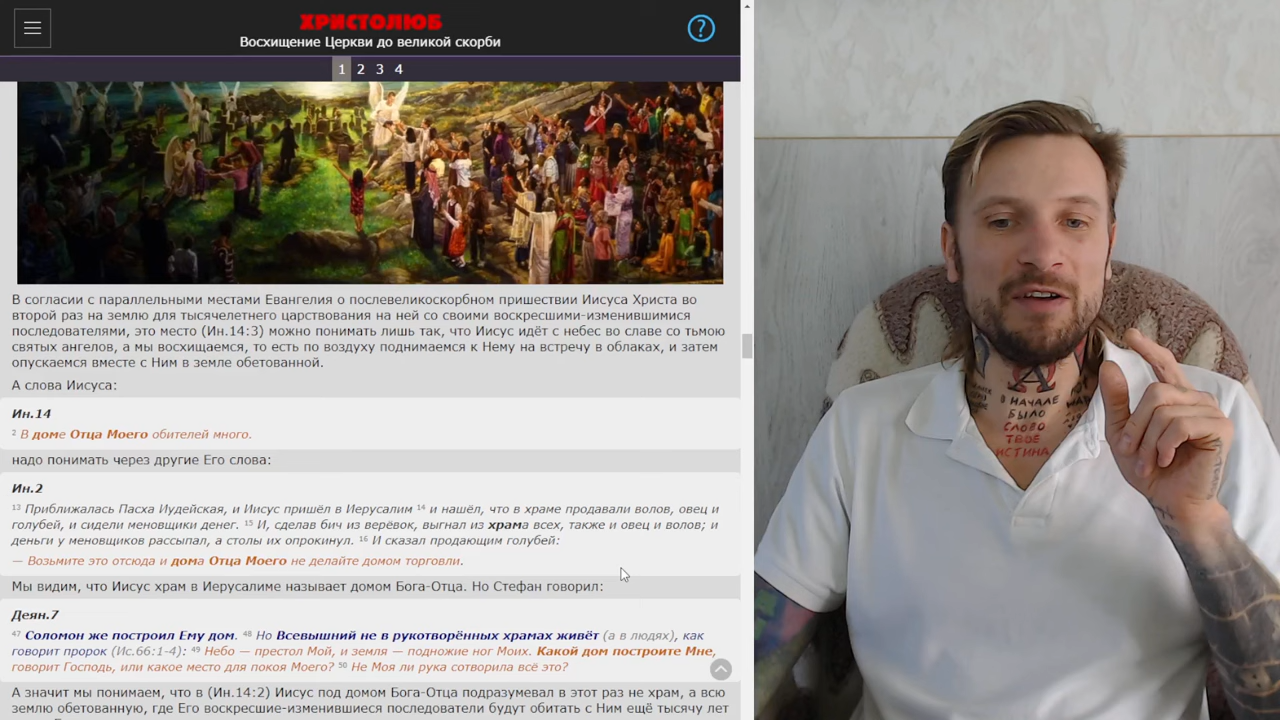 ХРИСТОЛЮБ
Восхищение Церкви до великой скорби
?
1 2 3 4
В согласии с параллельными местами Евангелия о послевеликоскорбном пришествии Иисуса Христа во
второй раз на землю для тысячелетнего царствования на ней со своими воскресшими-изменившимися
последователями, это место (Ин.14:3) можно понимать лишь так, что Иисус идёт с небес во славе со тьмою
святых ангелов, а мы восхищаемся, то есть по воздуху поднимаемся к Нему на встречу в облаках, и затем
опускаемся вместе с Ним в земле обетованной.
А слова Иисуса:
Ин.14
2 В доме Отца Моего обителей много.
надо понимать через другие Его слова:
Ин.2
13 Приближалась Пасха Иудейская, и Иисус пришёл в Иерусалим 14 и нашёл, что в храме продавали волов, овец и
голубей, и сидели меновщики денег. 15 И, сделав бич из верёвок, выгнал из храма всех, также и овец и волов; и
деньги у меновщиков рассыпал, а столы их опрокинул. 16 И сказал продающим голубей:
— Возьмите это отсюда и дома Отца Моего не делайте домом торговли.
Мы видим, что Иисус храм в Иерусалиме называет домом Бога-Отца. Но Стефан говорил:
Деян.7
47 Соломон же построил Ему дом. 48 Но Всевышний не в рукотворённых храмах живёт (а в людях), как
говорит пророк (Ис.66:1-4): 49 Небо — престол Мой, и земля — подножие ног Моих. Какой дом построите Мне,
говорит Господь, или какое место для покоя Моего? 50 Не Моя ли рука сотворила всё это?
А значит мы понимаем, что в (Ин.14:2) Иисус под домом Бога-Отца подразумевал в этот раз не храм, а всю
землю обетованную, где Его воскресшие-изменившиеся последователи будут обитать с Ним ещё тысячу лет
В НАЧАЛЕ
БЫЛО
СЛОВО
ТВОЕ
ИСТИНА